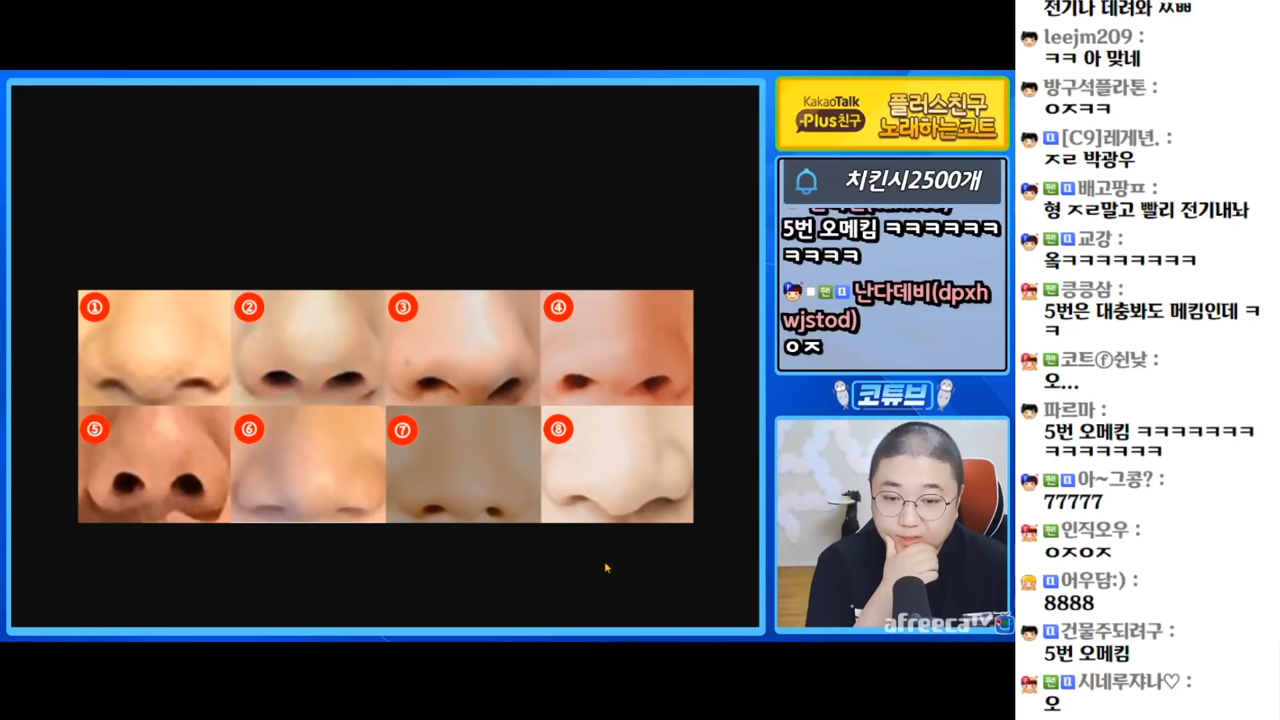 ①
②
③
④
⑤
⑥
⑦
⑧
KakaoTalk
Plus친구
플러스친구
노래하는코트
치킨시2500개
5번 오메킴 ㅋㅋㅋㅋㅋㅋ
ㅋㅋㅋㅋ
난다데비(dpxh
wjstod)
ㅇㅈ
코튜브
afreecaTV
전기나 데려와 ㅆㅃ
leejm209 :
ㅋㅋ 아 맞네
방구석플라톤 :
ㅇㅈㅋㅋ
[C9]레게년. :
ㅈㄹ 박광우
배고팡ㅍ :
형 ㅈㄹ말고 빨리 전기내놔
교강 :
옼ㅋㅋㅋㅋㅋㅋㅋㅋ
킁킁삼 :
5번은 대충봐도 메킴인데 ㅋ
ㅋ
코트ⓕ쉰낮 :
오...
파르마 :
5번 오메킴 ㅋㅋㅋㅋㅋㅋㅋ
ㅋㅋㅋㅋㅋㅋㅋ
아~그콩? :
77777
인직오우 :
ㅇㅈㅇㅈ
어우담:) :
8888
건물주되려구 :
5번 오메킴
시네루쟈나♡ :
오